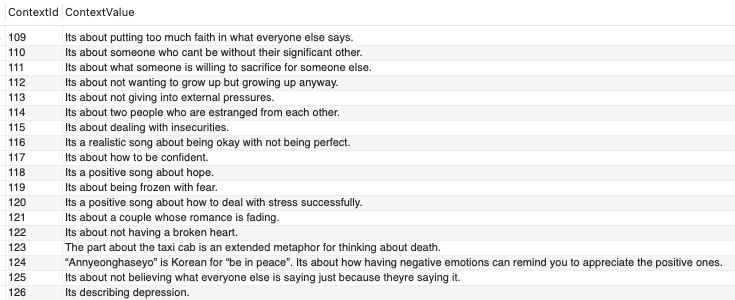 ContextId ContextValue
109 Its about putting too much faith in what everyone else says.
110 Its about someone who cant be without their significant other.
111 Its about what someone is willing to sacrifice for someone else.
112 Its about not wanting to grow up but growing up anyway.
113 Its about not giving into external pressures.
114 Its about two people who are estranged from each other.
115 Its about dealing with insecurities.
116 Its a realistic song about being okay with not being perfect.
117 Its about how to be confident.
118 Its a positive song about hope.
119 Its about being frozen with fear.
120 Its a positive song about how to deal with stress successfully.
121 Its about a couple whose romance is fading.
122 Its about not having a broken heart.
123 The part about the taxi cab is an extended metaphor for thinking about death.
124 “Annyeonghaseyo” is Korean for “be in peace”. Its about how having negative emotions can remind you to appreciate the positive ones.
125 Its about not believing what everyone else is saying just because theyre saying it.
126 Its describing depression.